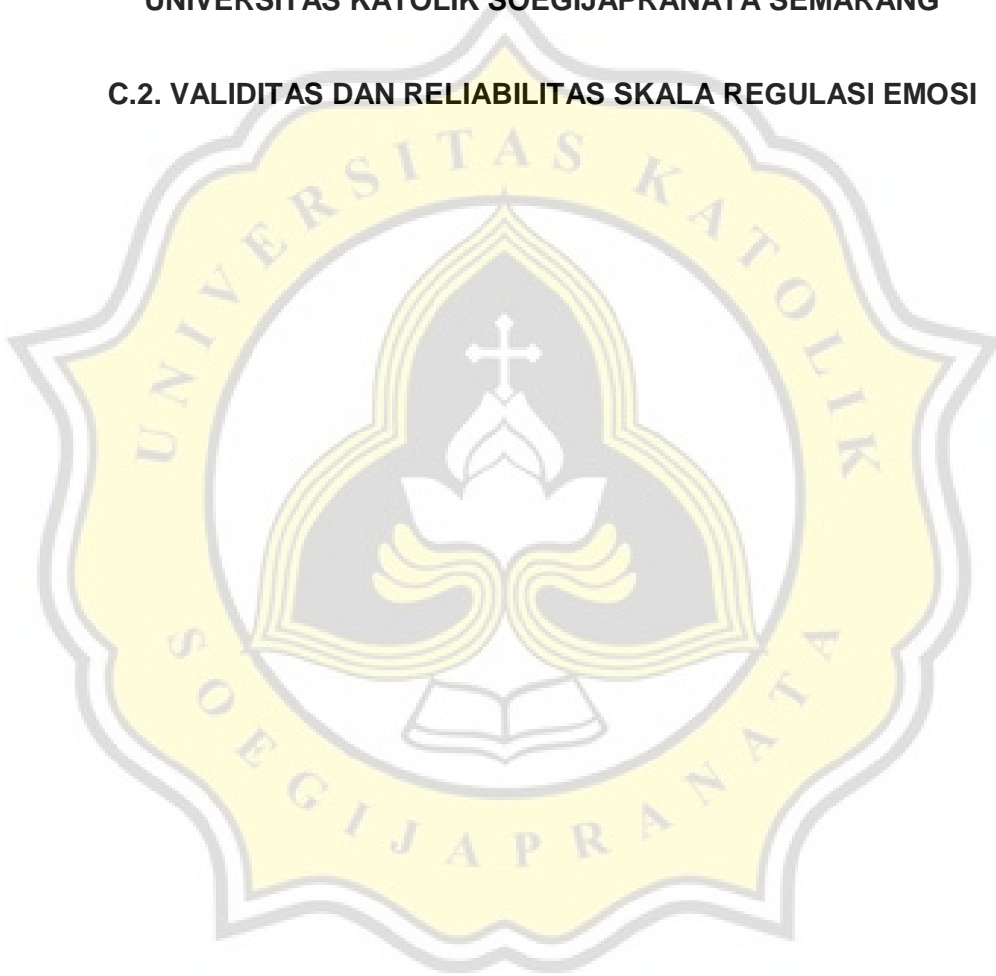 UNIVERSITAS KATOLIK SOEGIJAPRANATA SEMARANG
C.2. VALIDITAS DAN RELIABILITAS SKALA REGULASI EMOSI
UNIVERSITAS KATOLIK
SOEGIJAPRANATA